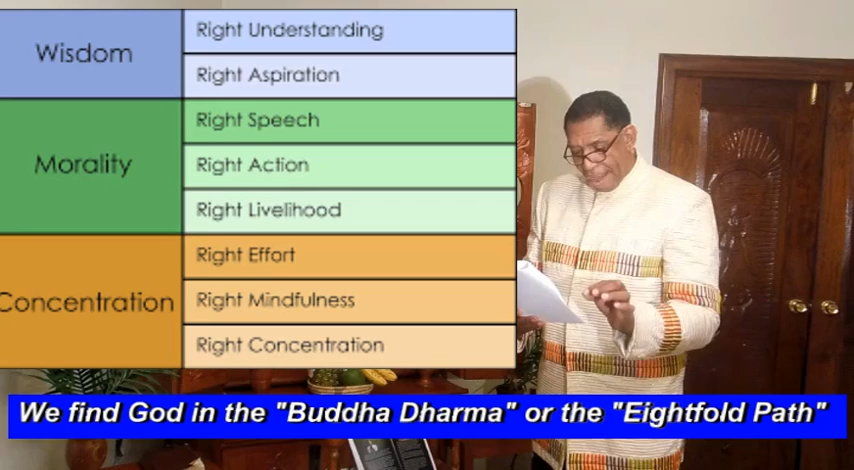 Wisdom
Right Understanding
Right Aspiration
Morality
Right Speech
Right Action
Right Livelihood
Concentration
Right Effort
Right Mindfulness
Right Concentration
We find God in the "Buddha Dharma" or the "Eightfold Path"